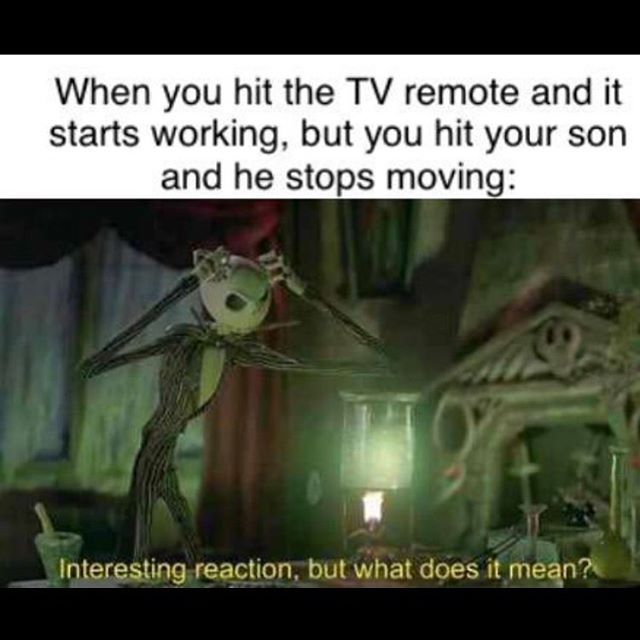 When you hit the TV remote and it
starts working, but you hit your son
and he stops moving:
Interesting reaction, but what does it mean?